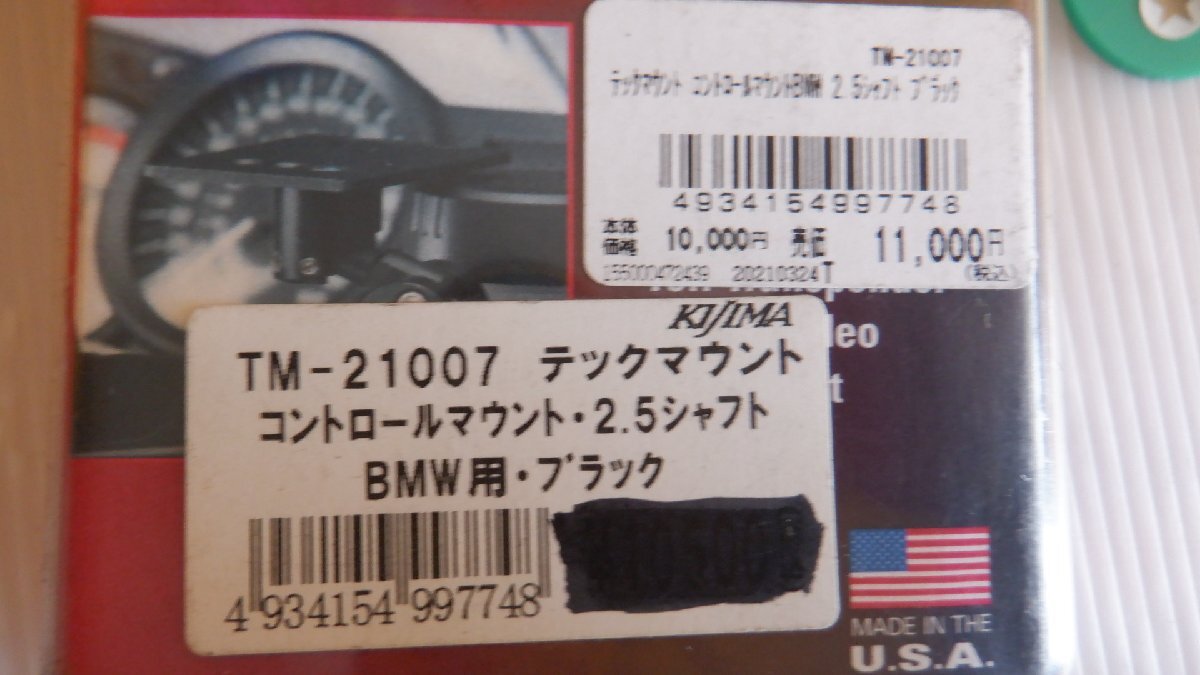 TM-21007
テックマウント コントロールマウントBMW 2.5シャフト ブラック
4934154997748
本体価格 10,000円 売価 11,000円
155000472439 20210324T (税込)
KIJIMA
TM-21007 テックマウント
コントロールマウント・2.5シャフト
BMW用・ブラック
4 934154 997748
MADE IN THE
U.S.A.